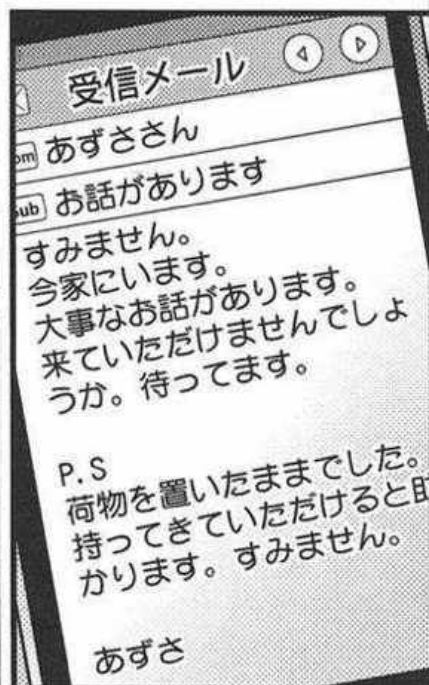 受信メール
om あずささん
Sub お話があります
すみません。
今家にいます。
大事なお話があります。
来ていただけませんでしょ
うか。待ってます。
P.S
荷物を置いたままでした。
持ってきていただけると助
かります。すみません。
あずさ